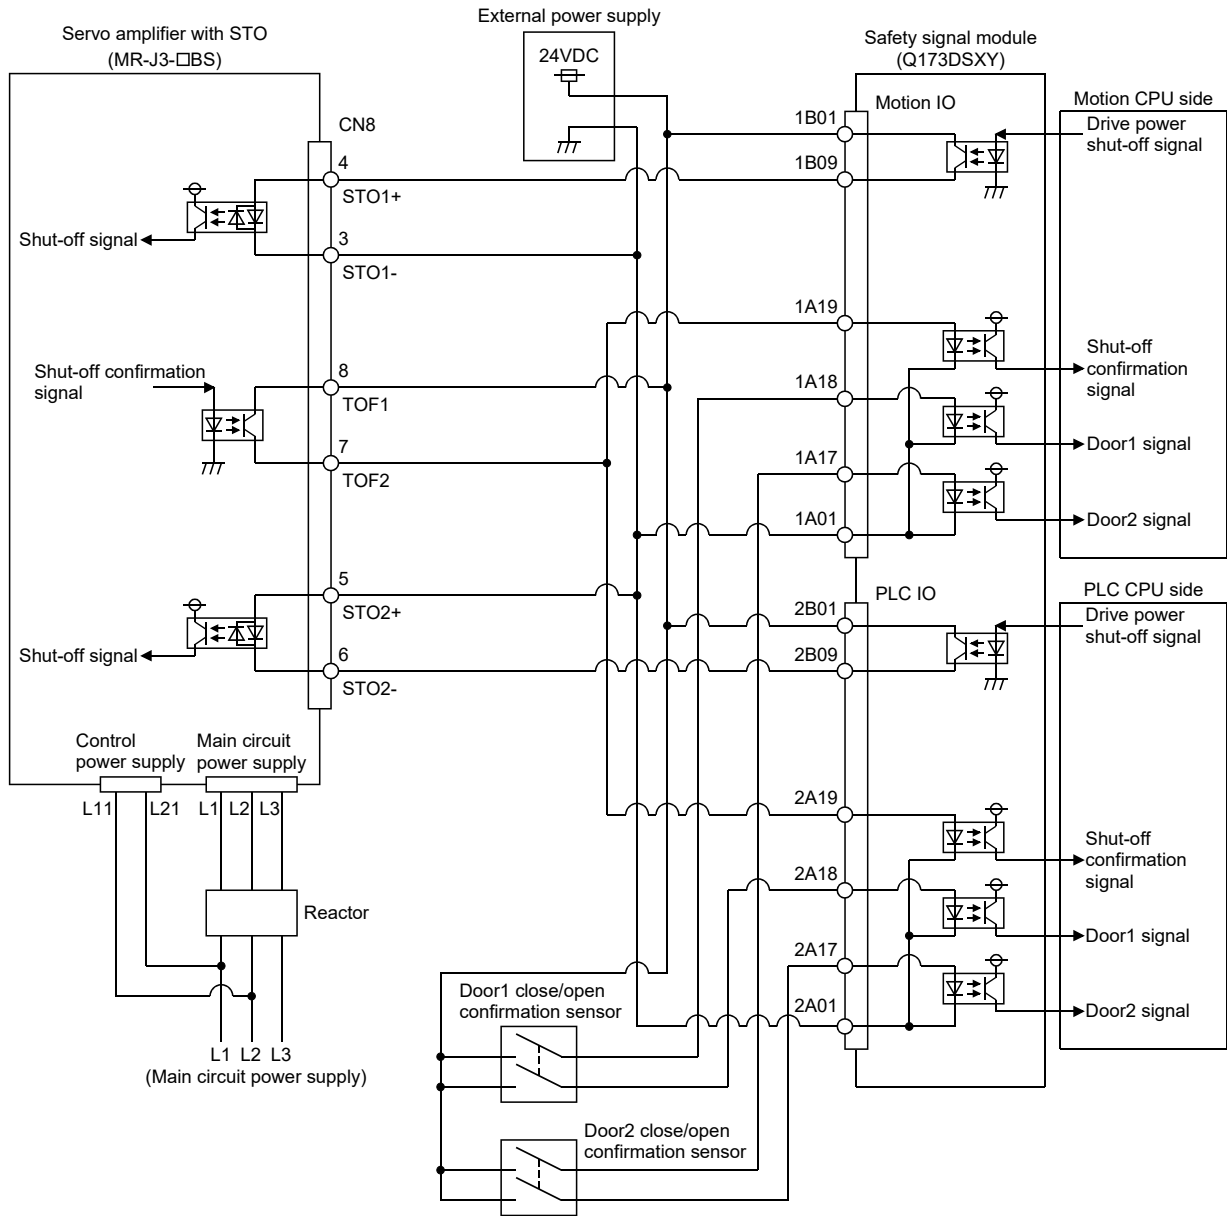 External power supply
24VDC
Servo amplifier with STO
(MR-J3-□BS)
CN8
4
STO1+
3
STO1-
Shut-off signal
Shut-off confirmation
signal
8
TOF1
7
TOF2
5
STO2+
6
STO2-
Shut-off signal
Control
power supply
Main circuit
power supply
L11
L21
L1
L2
L3
Reactor
L1
L2
L3
(Main circuit power supply)
Safety signal module
(Q173DSXY)
Motion IO
1B01
1B09
1A19
1A18
1A17
1A01
Motion CPU side
Drive power
shut-off signal
Shut-off
confirmation
signal
Door1 signal
Door2 signal
PLC IO
2B01
2B09
2A19
2A18
2A17
2A01
PLC CPU side
Drive power
shut-off signal
Shut-off
confirmation
signal
Door1 signal
Door2 signal
Door1 close/open
confirmation sensor
Door2 close/open
confirmation sensor